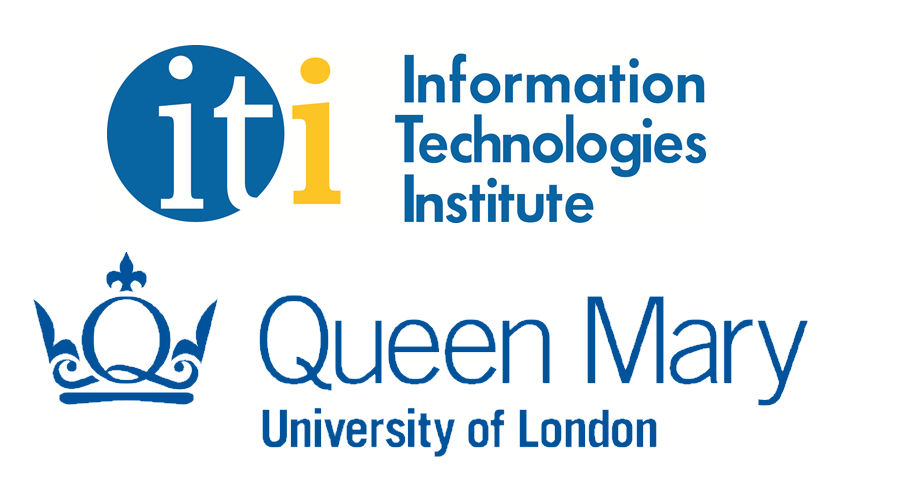 iti
Information
Technologies
Institute
Queen Mary
University of London